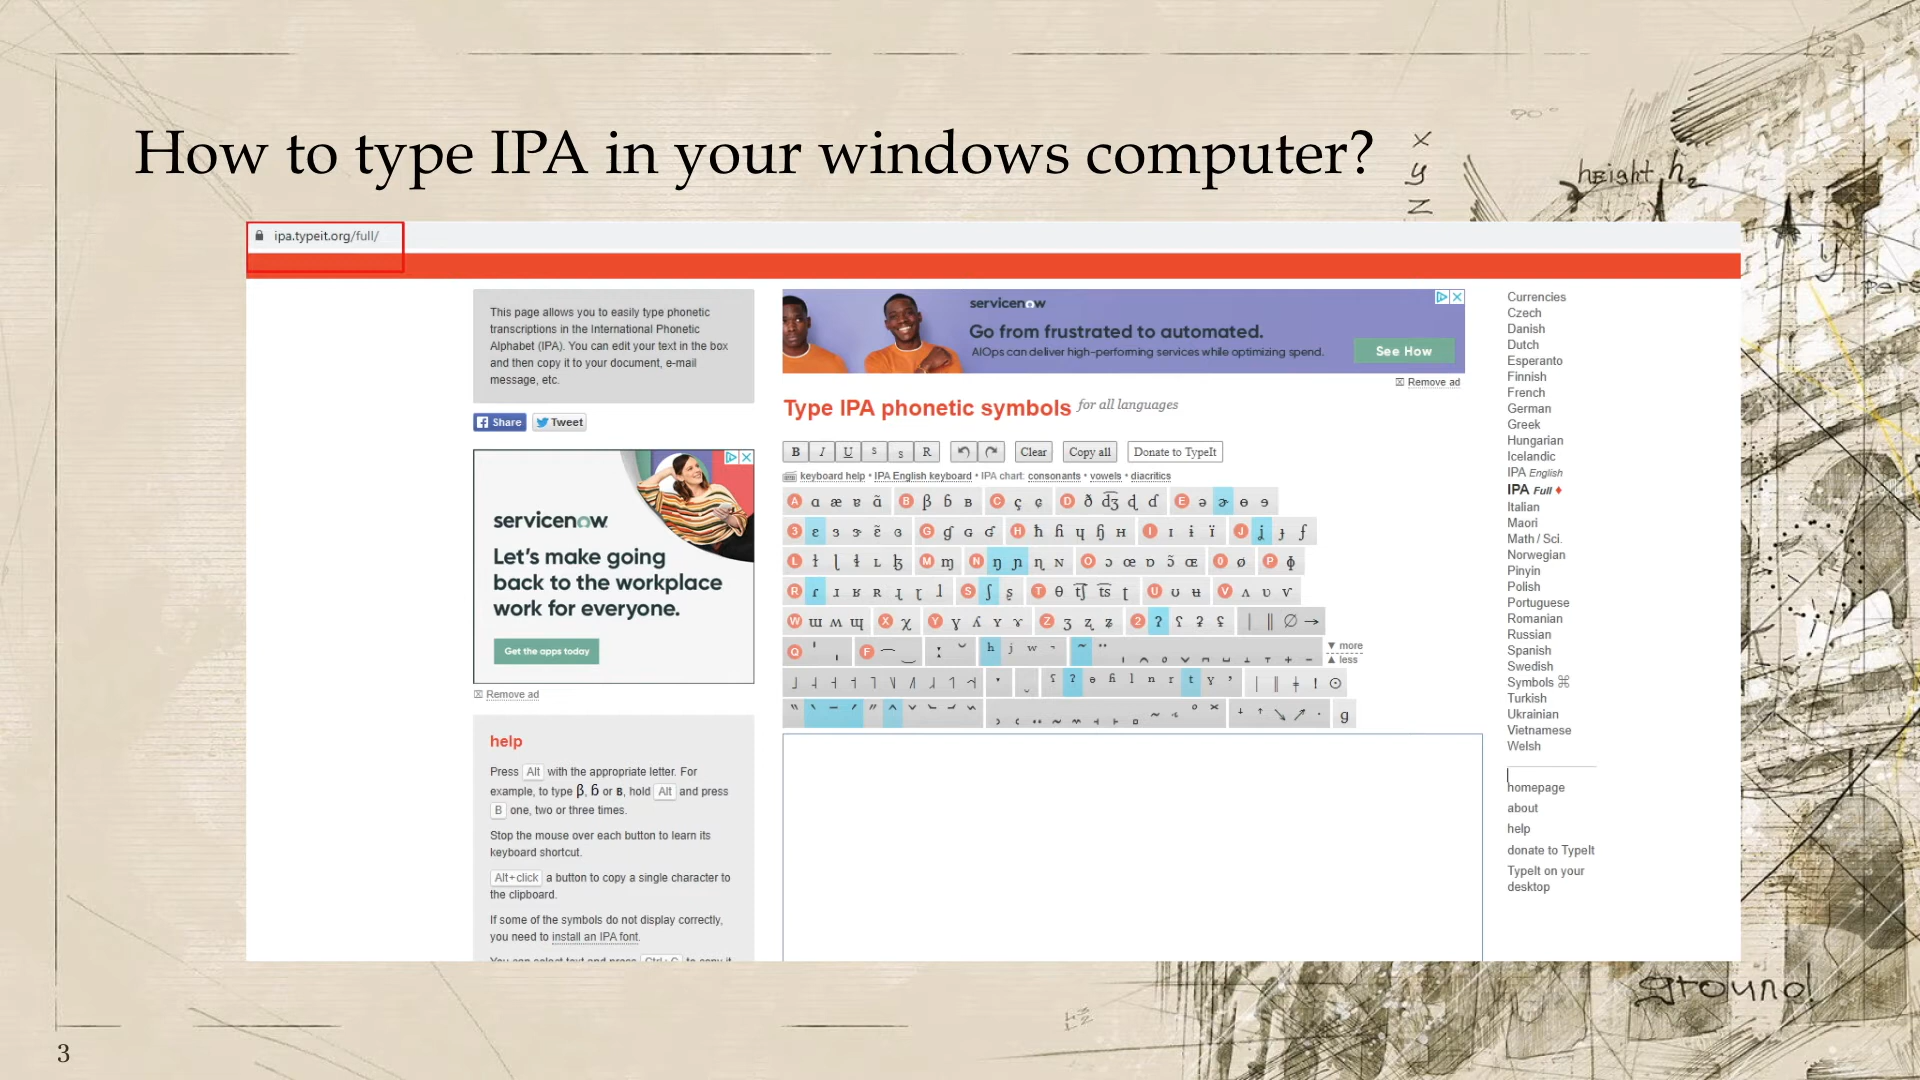 How to type IPA in your windows computer?
x
y
z
90°
height h₂
ipa.typeit.org/full/
This page allows you to easily type phonetic
transcriptions in the International Phonetic
Alphabet (IPA). You can edit your text in the box
and then copy it to your document, e-mail
message, etc.
Share
Tweet
servicenow
Let's make going
back to the workplace
work for everyone.
Get the apps today
Remove ad
help
Press Alt with the appropriate letter. For
example, to type β, ɓ or ʙ, hold Alt and press
B one, two or three times.
Stop the mouse over each button to learn its
keyboard shortcut.
Alt+click a button to copy a single character to
the clipboard.
If some of the symbols do not display correctly,
you need to install an IPA font.
servicenow
Go from frustrated to automated.
AIOps can deliver high-performing services while optimizing spend.
See How
Remove ad
Type IPA phonetic symbols for all languages
B I U s s R Clear Copy all Donate to TypeIt
keyboard help • IPA English keyboard • IPA chart: consonants • vowels • diacritics
A ɑ æ ɐ ɑ̃ B β ɓ ʙ C ç ɕ D ð d͡ʒ ɖ ɗ E ə ɚ ɵ ɘ
3 ɛ ɜ ɝ ɛ̃ ɞ G ɠ ɢ ʛ H ħ ɦ ɥ ɧ ʜ I ɪ ɨ ɪ̈ J ʝ ɟ ʄ
L ɫ ɭ ɬ ʟ ɮ M ɱ N ŋ ɲ ɳ ɴ O ɔ œ ɒ ɔ̃ ɶ 0 ø P ɸ
R ɾ ɹ ʁ ʀ ɻ ɽ ɺ S ʃ ʂ T θ t͡ʃ t͡s ʈ U ʊ ʉ V ʌ ʋ ⱱ
W ɯ ʍ ɰ X χ Y ɣ ʎ ʏ ɤ Z ʒ ʐ ʑ 2 ʔ ʕ ʡ ʢ | ‖ ∅ →
Q ˈ ˌ F ː ʰ ʲ ʷ
more
less
Currencies
Czech
Danish
Dutch
Esperanto
Finnish
French
German
Greek
Hungarian
Icelandic
IPA English
IPA Full ♦
Italian
Maori
Math / Sci.
Norwegian
Pinyin
Polish
Portuguese
Romanian
Russian
Spanish
Swedish
Symbols ⌘
Turkish
Ukrainian
Vietnamese
Welsh
homepage
about
help
donate to TypeIt
TypeIt on your
desktop
ground
3